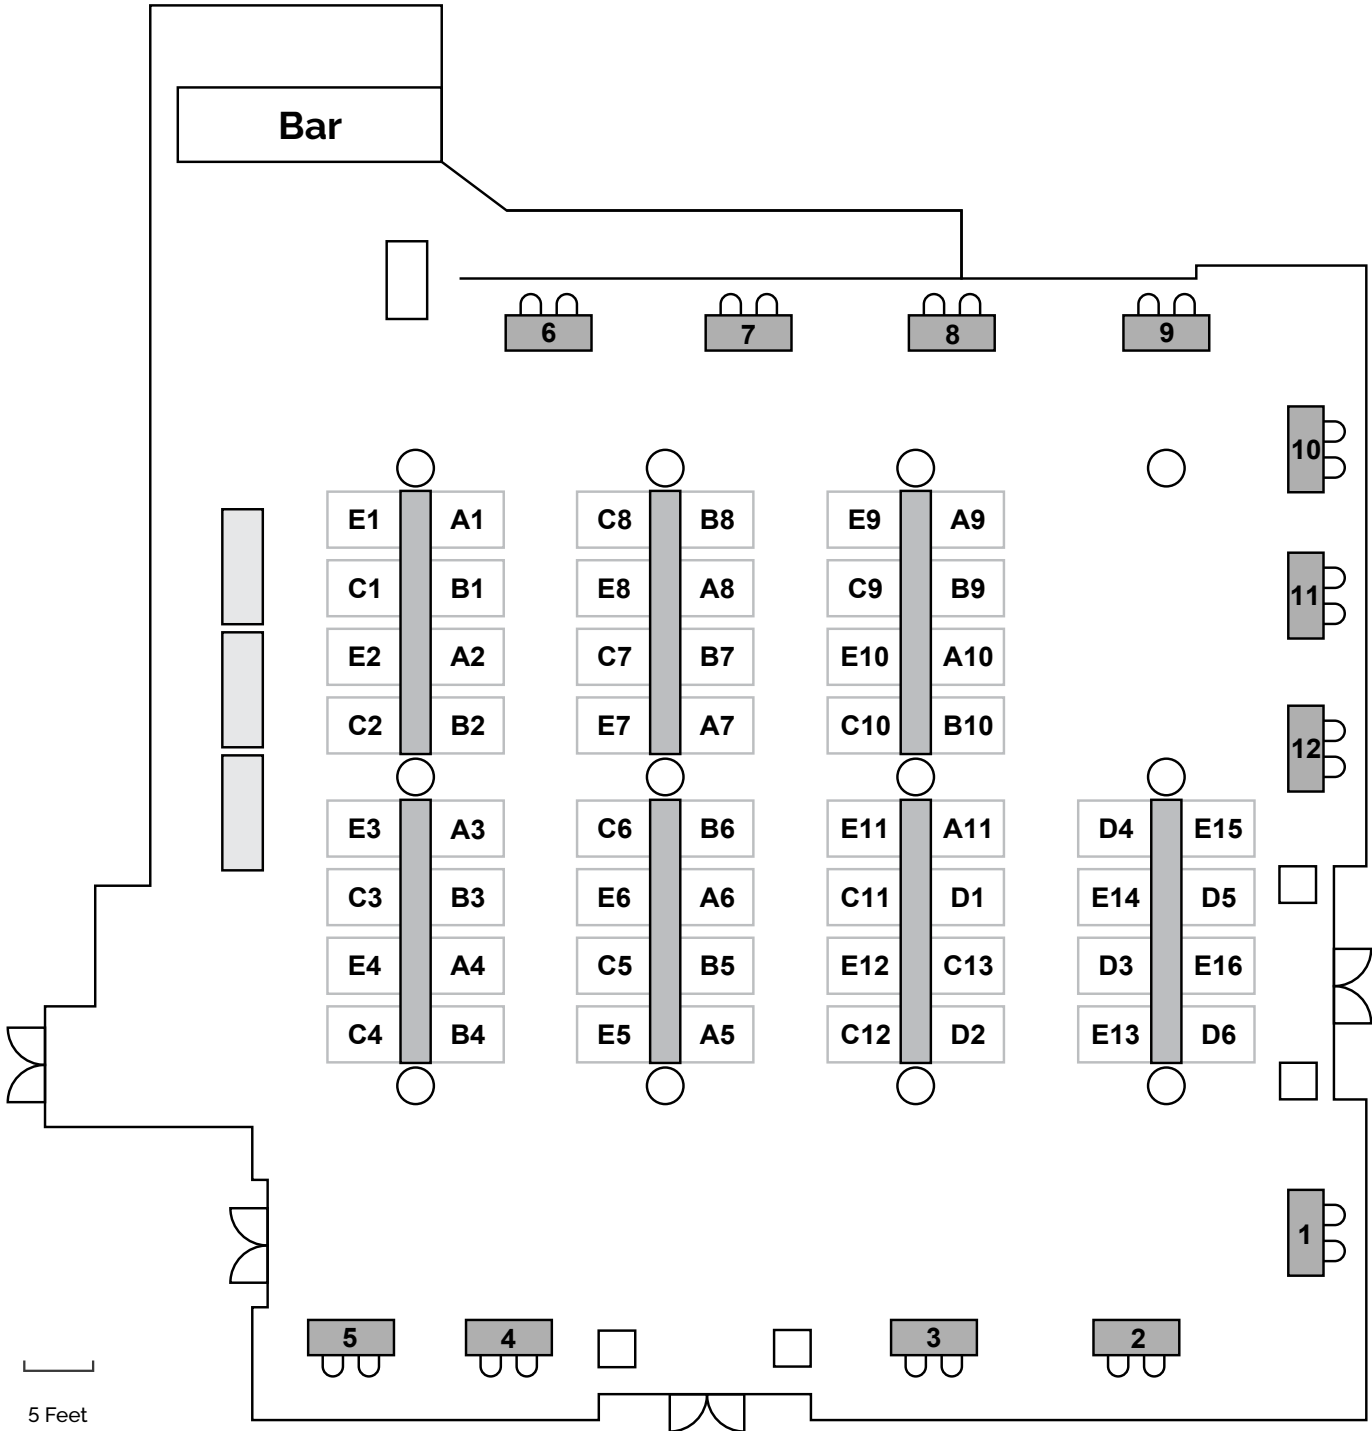 Bar
6 7 8 9
10
E1 A1 C8 B8 E9 A9
C1 B1 E8 A8 C9 B9 11
E2 A2 C7 B7 E10 A10
C2 B2 E7 A7 C10 B10 12
E3 A3 C6 B6 E11 A11 D4 E15
C3 B3 E6 A6 C11 D1 E14 D5
E4 A4 C5 B5 E12 C13 D3 E16
C4 B4 E5 A5 C12 D2 E13 D6
1
5 4 3 2
5 Feet